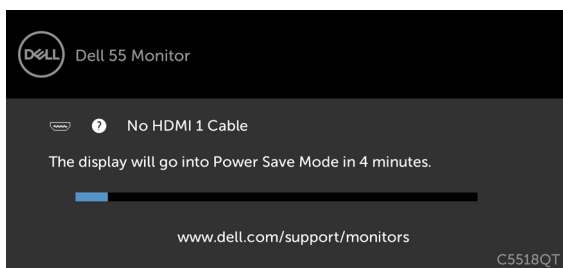 DELL
Dell 55 Monitor
? No HDMI 1 Cable
The display will go into Power Save Mode in 4 minutes.
www.dell.com/support/monitors
C5518QT